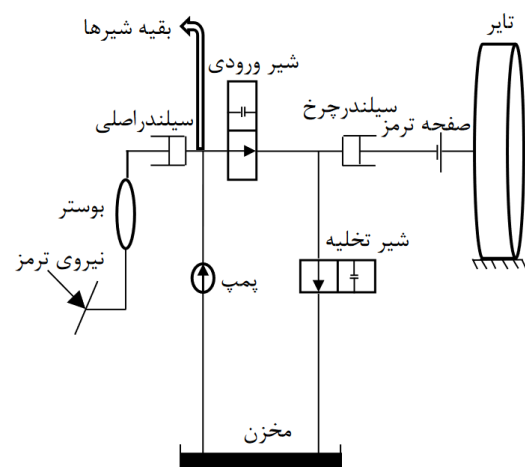 تایر
بقیه شیرها
شیر ورودی
سیلندرچرخ
صفحه ترمز
سیلندراصلی
بوستر
شیر تخلیه
نیروی ترمز
پمپ
مخزن